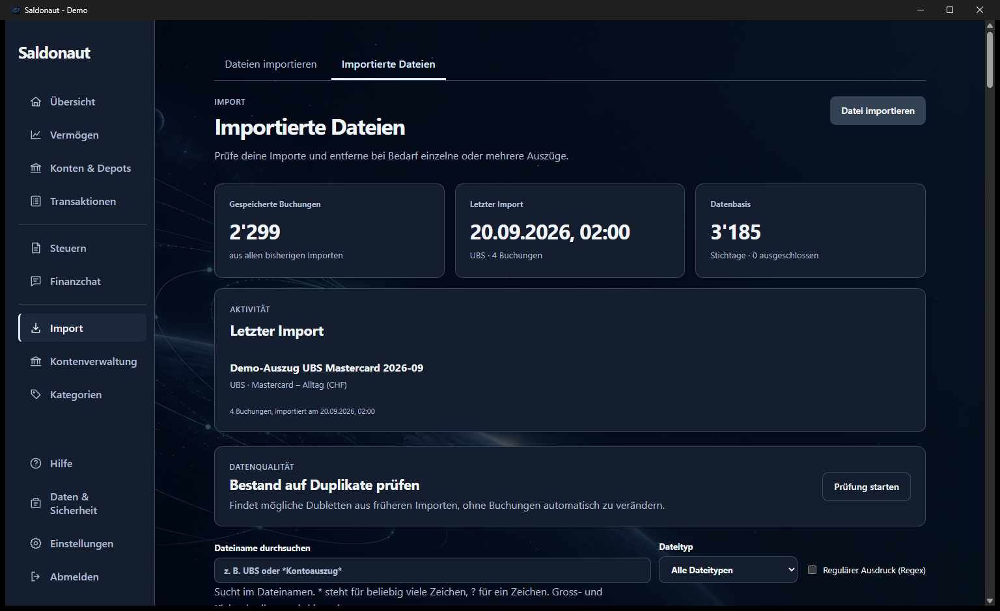 Saldonaut - Demo
Saldonaut
Übersicht
Vermögen
Konten & Depots
Transaktionen
Steuern
Finanzchat
Import
Kontenverwaltung
Kategorien
Hilfe
Daten &
Sicherheit
Einstellungen
Abmelden
Dateien importieren
Importierte Dateien
IMPORT
Importierte Dateien
Prüfe deine Importe und entferne bei Bedarf einzelne oder mehrere Auszüge.
Datei importieren
Gespeicherte Buchungen
2'299
aus allen bisherigen Importen
Letzter Import
20.09.2026, 02:00
UBS · 4 Buchungen
Datenbasis
3'185
Stichtage · 0 ausgeschlossen
AKTIVITÄT
Letzter Import
Demo-Auszug UBS Mastercard 2026-09
UBS · Mastercard – Alltag (CHF)
4 Buchungen, importiert am 20.09.2026, 02:00
DATENQUALITÄT
Bestand auf Duplikate prüfen
Findet mögliche Dubletten aus früheren Importen, ohne Buchungen automatisch zu verändern.
Prüfung starten
Dateiname durchsuchen
z. B. UBS oder *Kontoauszug*
Dateityp
Alle Dateitypen
Regulärer Ausdruck (Regex)
Sucht im Dateinamen. * steht für beliebig viele Zeichen, ? für ein Zeichen. Gross- und